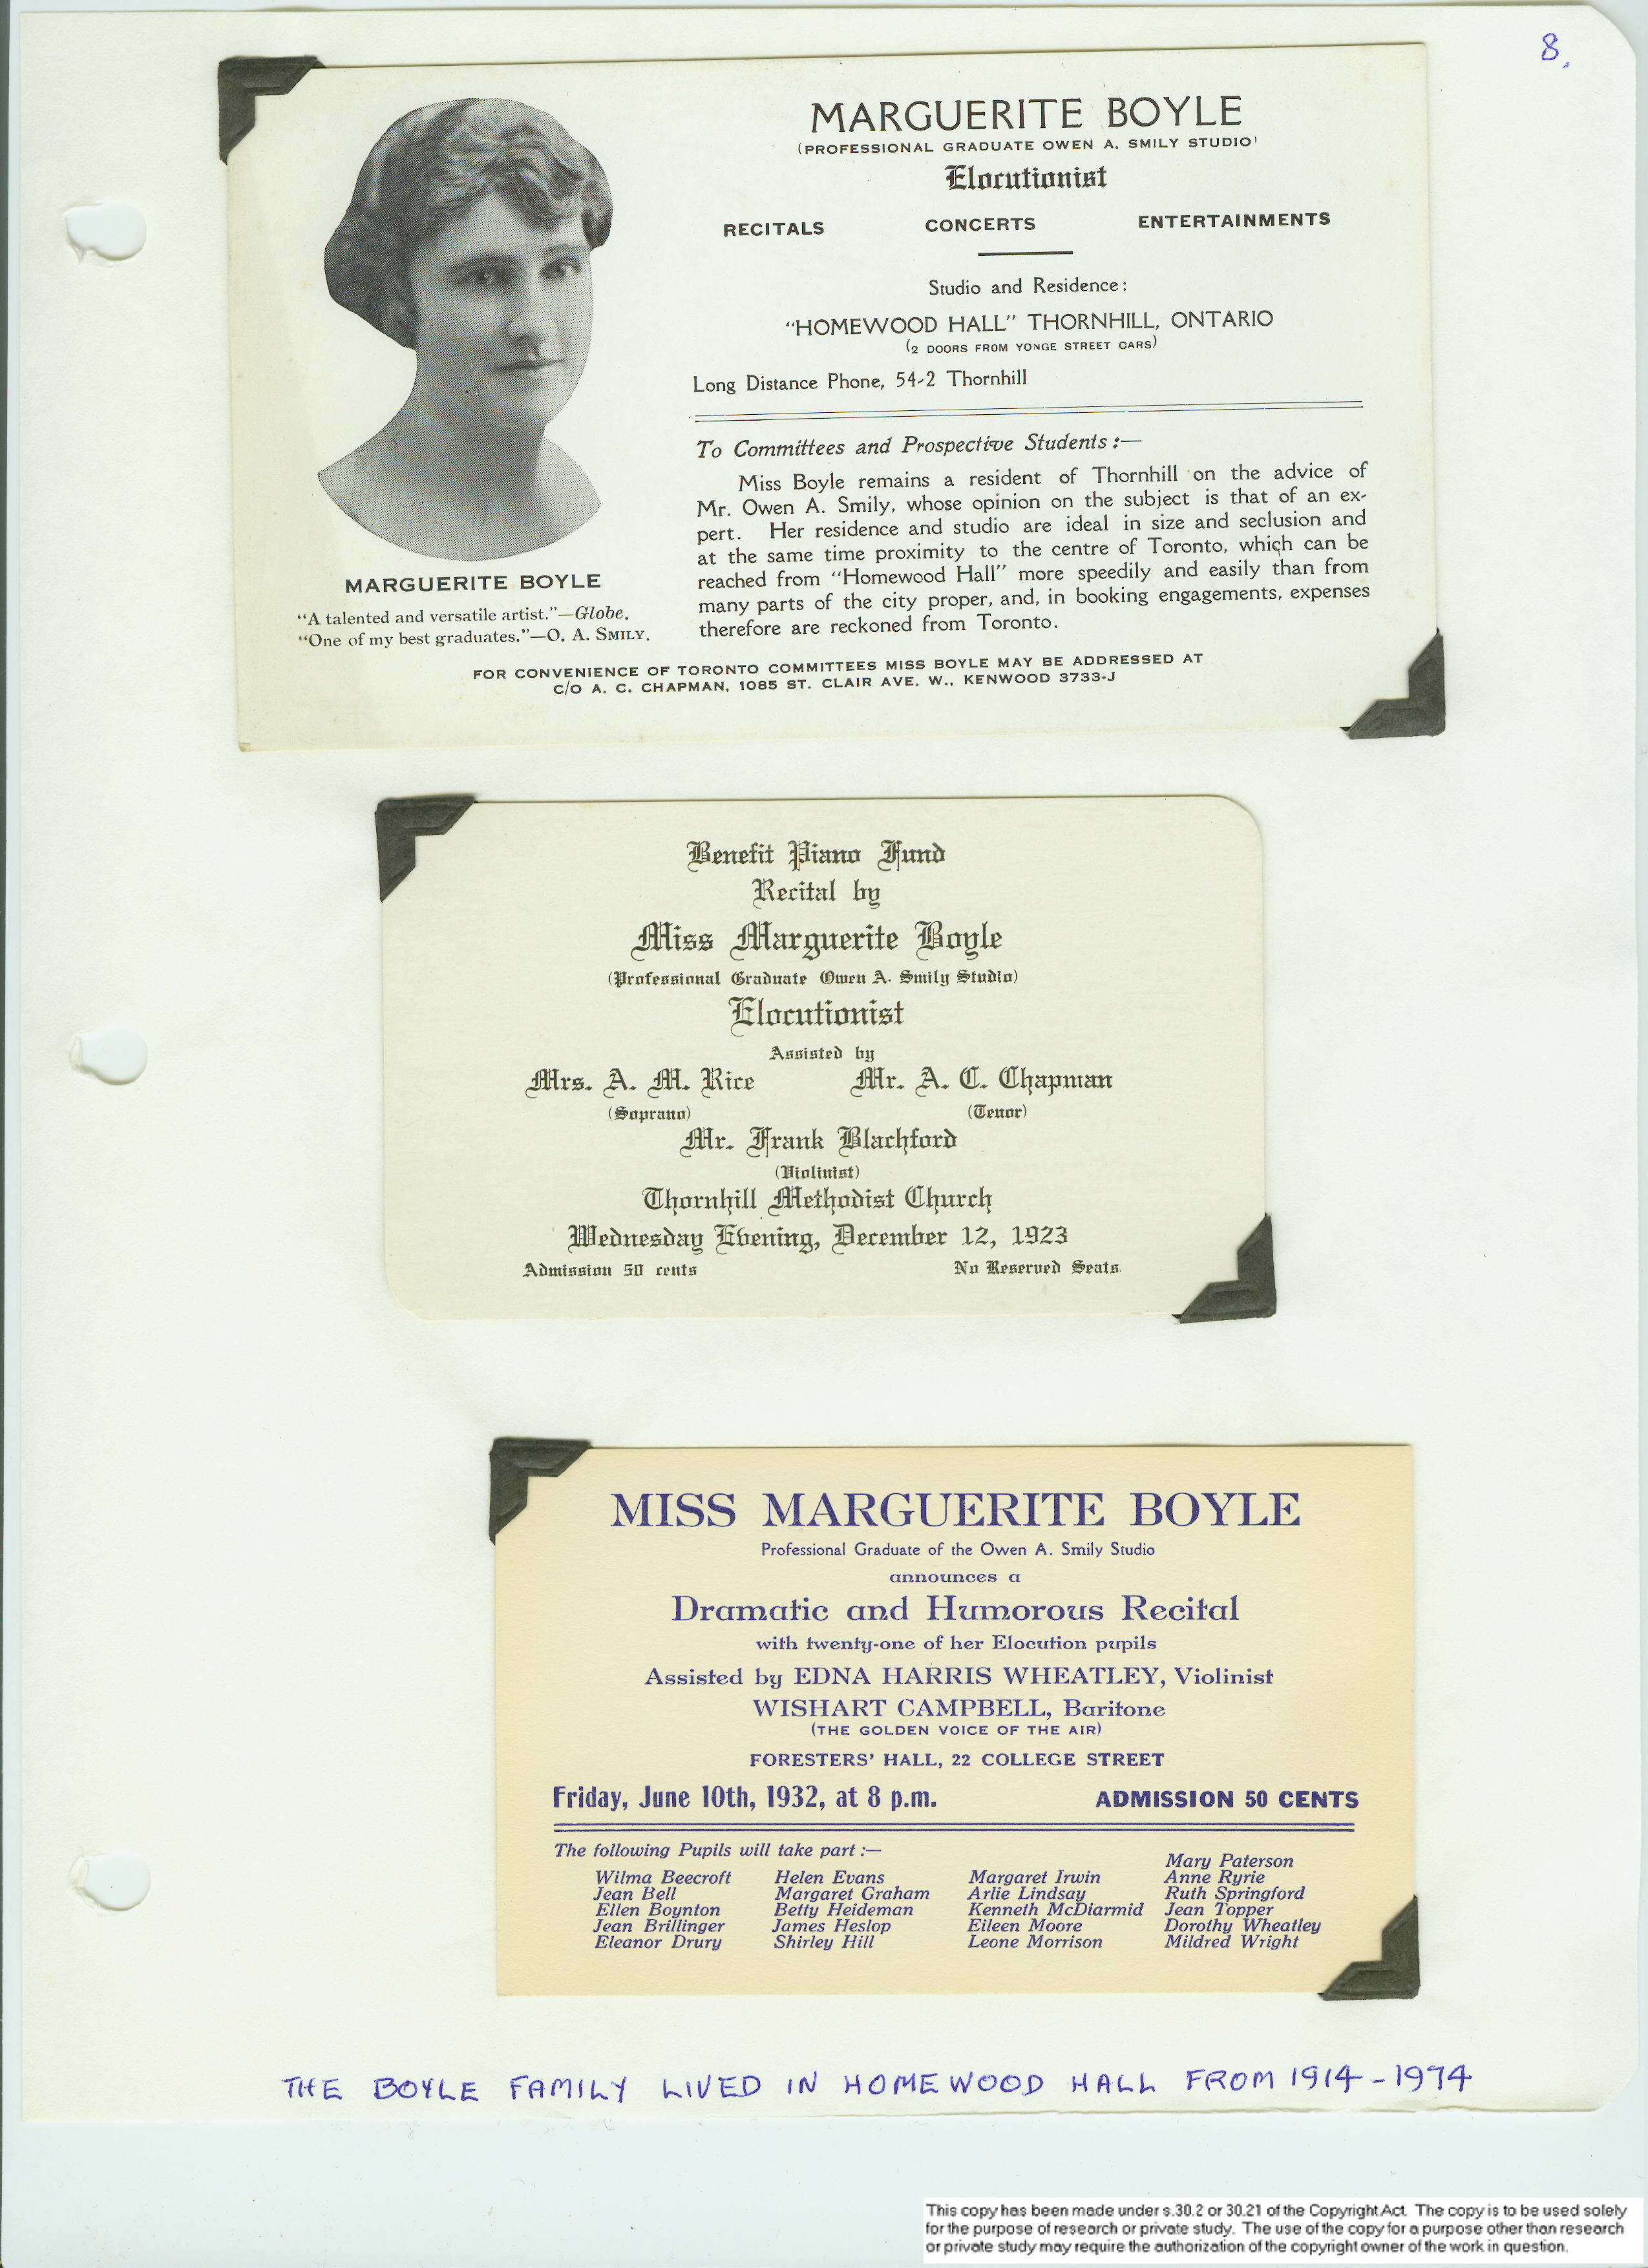 8.
MARGUERITE BOYLE
(PROFESSIONAL GRADUATE OWEN A. SMILY STUDIO)
Elocutionist
RECITALS CONCERTS ENTERTAINMENTS
Studio and Residence:
"HOMEWOOD HALL" THORNHILL, ONTARIO
(2 DOORS FROM YONGE STREET CARS)
Long Distance Phone, 54-2 Thornhill
To Committees and Prospective Students:—
Miss Boyle remains a resident of Thornhill on the advice of
Mr. Owen A. Smily, whose opinion on the subject is that of an ex-
pert. Her residence and studio are ideal in size and seclusion and
at the same time proximity to the centre of Toronto, which can be
reached from "Homewood Hall" more speedily and easily than from
many parts of the city proper, and, in booking engagements, expenses
therefore are reckoned from Toronto.
MARGUERITE BOYLE
"A talented and versatile artist."—Globe.
"One of my best graduates."—O. A. SMILY.
FOR CONVENIENCE OF TORONTO COMMITTEES MISS BOYLE MAY BE ADDRESSED AT
C/O A. C. CHAPMAN, 1085 ST. CLAIR AVE. W., KENWOOD 3733-J
Benefit Piano Fund
Recital by
Miss Marguerite Boyle
(Professional Graduate Owen A. Smily Studio)
Elocutionist
Assisted by
Mrs. A. M. Rice Mr. A. C. Chapman
(Soprano) (Tenor)
Mr. Frank Blachford
(Violinist)
Thornhill Methodist Church
Wednesday Evening, December 12, 1923
Admission 50 cents No Reserved Seats
MISS MARGUERITE BOYLE
Professional Graduate of the Owen A. Smily Studio
announces a
Dramatic and Humorous Recital
with twenty-one of her Elocution pupils
Assisted by EDNA HARRIS WHEATLEY, Violinist
WISHART CAMPBELL, Baritone
(THE GOLDEN VOICE OF THE AIR)
FORESTERS' HALL, 22 COLLEGE STREET
Friday, June 10th, 1932, at 8 p.m. ADMISSION 50 CENTS
The following Pupils will take part:—
Wilma Beecroft
Jean Bell
Ellen Boynton
Jean Brillinger
Eleanor Drury
Helen Evans
Margaret Graham
Betty Heideman
James Heslop
Shirley Hill
Margaret Irwin
Arlie Lindsay
Kenneth McDiarmid
Eileen Moore
Leone Morrison
Mary Paterson
Anne Ryrie
Ruth Springford
Jean Topper
Dorothy Wheatley
Mildred Wright
THE BOYLE FAMILY LIVED IN HOMEWOOD HALL FROM 1914-1974
This copy has been made under s.30.2 or 30.21 of the Copyright Act. The copy is to be used solely
for the purpose of research or private study. The use of the copy for a purpose other than research
or private study may require the authorization of the copyright owner of the work in question.